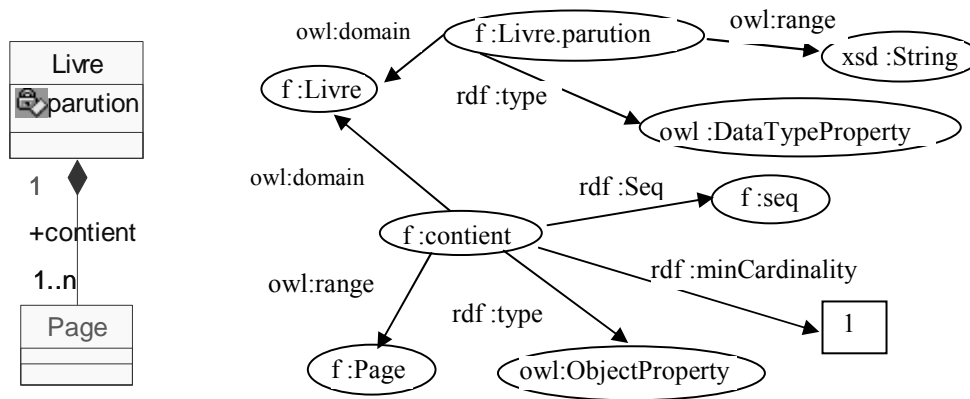 Livre
parution
1
+contient
1..n
Page
owl:domain
f :Livre.parution
owl:range
xsd :String
f :Livre
rdf :type
owl :DataTypeProperty
owl:domain
rdf :Seq
f :seq
f :contient
rdf :minCardinality
owl:range
rdf :type
1
f :Page
owl:ObjectProperty